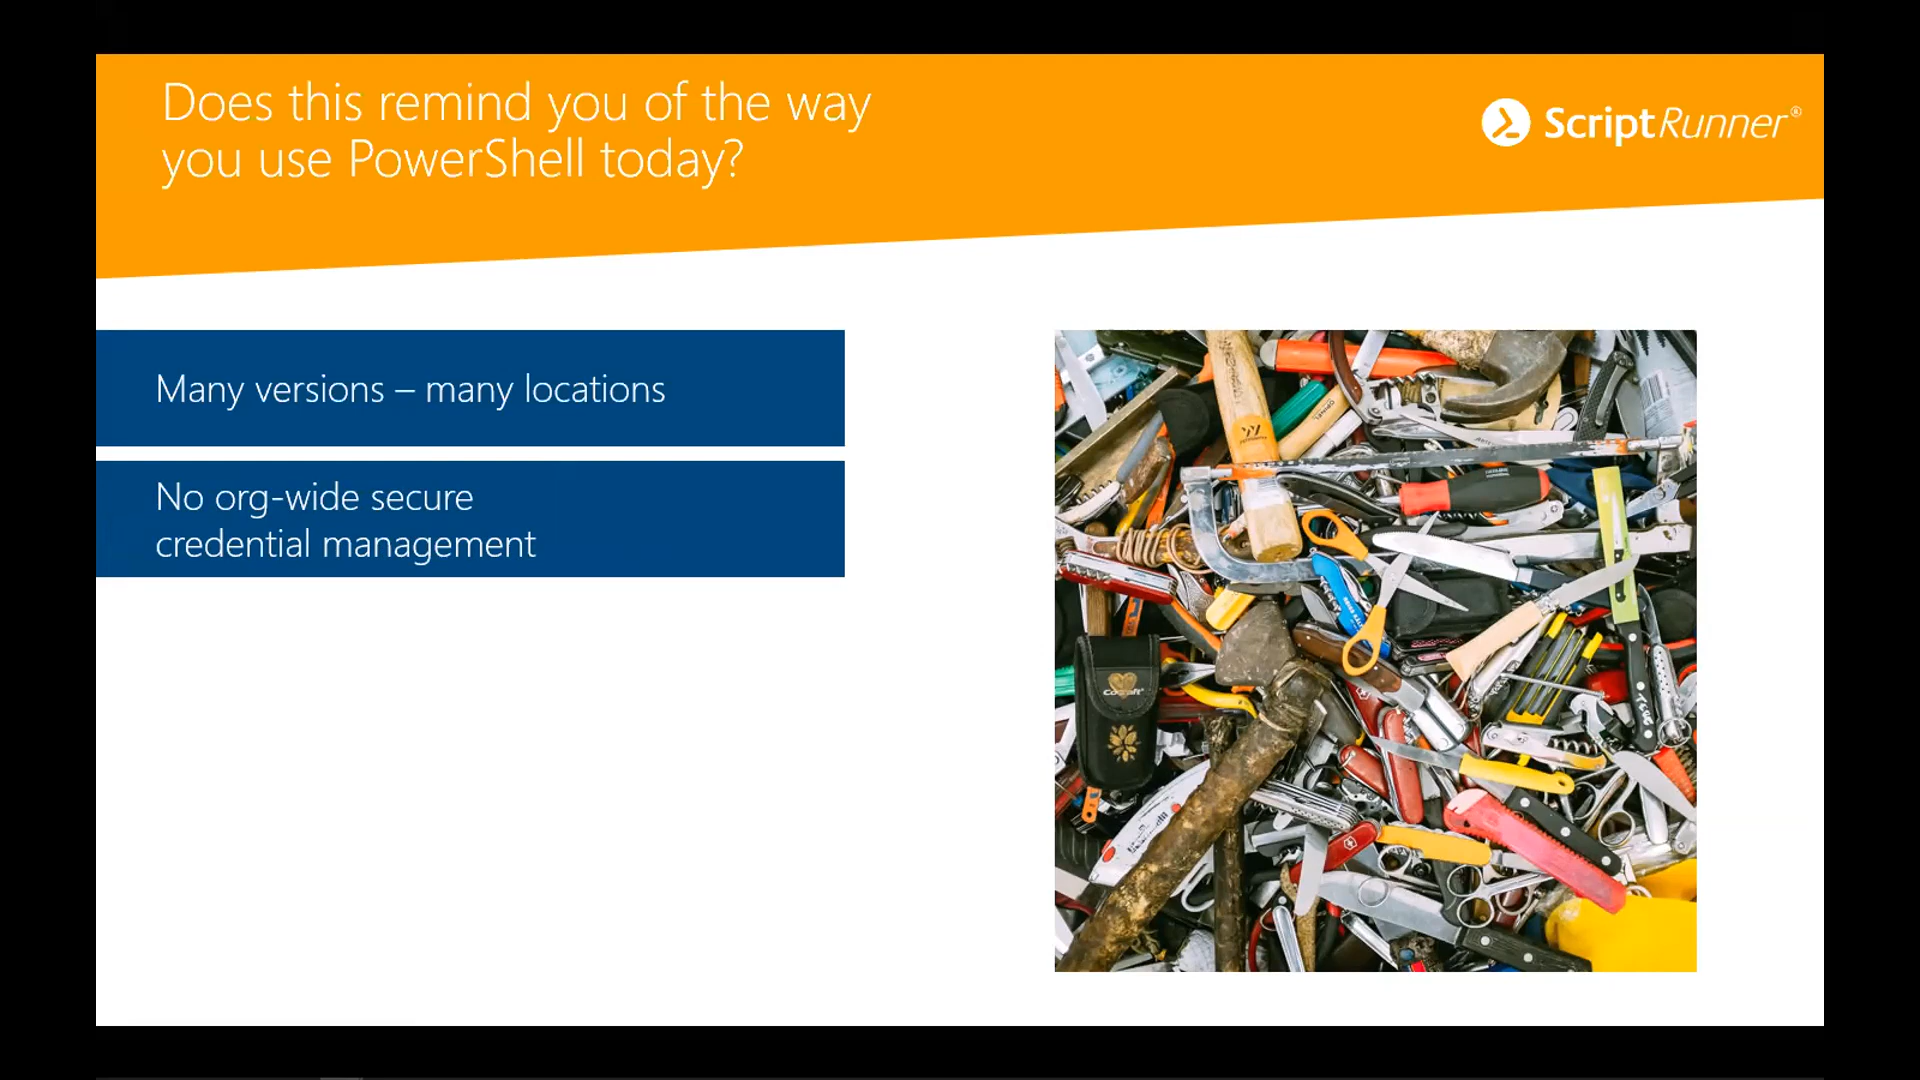 Does this remind you of the way
you use PowerShell today?
ScriptRunner®
Many versions – many locations
No org-wide secure
credential management